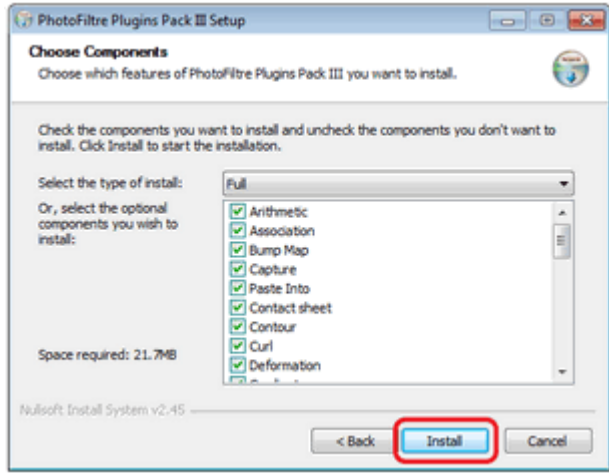 PhotoFiltre Plugins Pack III Setup
Choose Components
Choose which features of PhotoFiltre Plugins Pack III you want to install.
Check the components you want to install and uncheck the components you don't want to
install. Click Install to start the installation.
Select the type of install:
Full
Or, select the optional
components you wish to
install:
Arithmetic
Association
Bump Map
Capture
Paste Into
Contact sheet
Contour
Curl
Deformation
Space required: 21.7MB
Nullsoft Install System v2.45
< Back
Install
Cancel